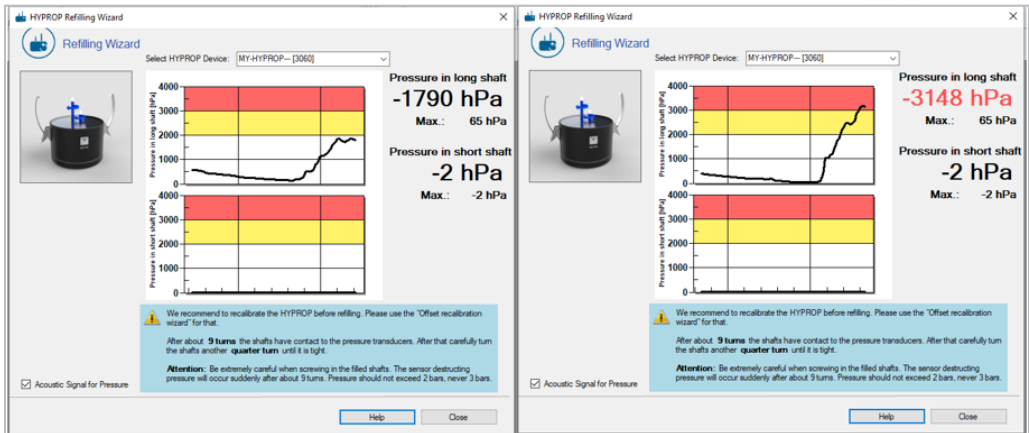 HYPROP Refilling Wizard
Refilling Wizard
Select HYPROP Device: MY-HYPROP--- [3060]
Pressure in long shaft [hPa]
4000
3000
2000
1000
0
Pressure in long shaft
-1790 hPa
Max.: 65 hPa
Pressure in short shaft
-2 hPa
Max.: -2 hPa
Pressure in short shaft [hPa]
4000
3000
2000
1000
0
We recommend to recalibrate the HYPROP before refilling. Please use the "Offset recalibration
wizard" for that.
After about 9 turns the shafts have contact to the pressure transducers. After that carefully turn
the shafts another quarter turn until it is tight.
Attention: Be extremely careful when screwing in the filled shafts. The sensor destructing
pressure will occur suddenly after about 9 turns. Pressure should not exceed 2 bars, never 3 bars.
Acoustic Signal for Pressure
Help
Close
HYPROP Refilling Wizard
Refilling Wizard
Select HYPROP Device: MY-HYPROP--- [3060]
Pressure in long shaft [hPa]
4000
3000
2000
1000
0
Pressure in long shaft
-3148 hPa
Max.: 65 hPa
Pressure in short shaft
-2 hPa
Max.: -2 hPa
Pressure in short shaft [hPa]
4000
3000
2000
1000
0
We recommend to recalibrate the HYPROP before refilling. Please use the "Offset recalibration
wizard" for that.
After about 9 turns the shafts have contact to the pressure transducers. After that carefully turn
the shafts another quarter turn until it is tight.
Attention: Be extremely careful when screwing in the filled shafts. The sensor destructing
pressure will occur suddenly after about 9 turns. Pressure should not exceed 2 bars, never 3 bars.
Acoustic Signal for Pressure
Help
Close